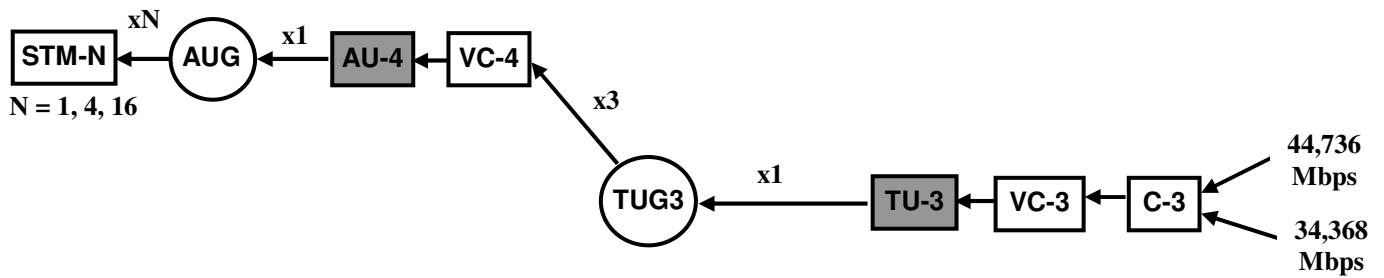 xN
STM-N
AUG
x1
AU-4
VC-4
N = 1, 4, 16
x3
TUG3
x1
TU-3
VC-3
C-3
44,736
Mbps
34,368
Mbps